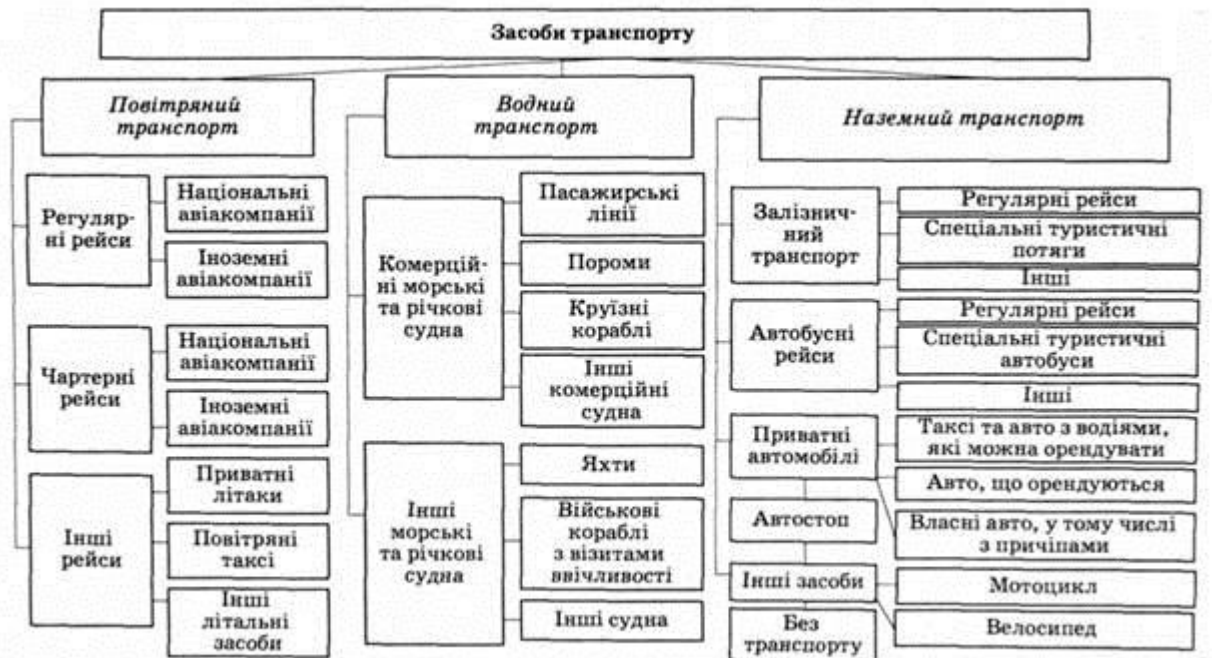 Засоби транспорту
Повітряний
транспорт
Регуляр-
ні рейси
Національні
авіакомпанії
Іноземні
авіакомпанії
Чартерні
рейси
Національні
авіакомпанії
Іноземні
авіакомпанії
Інші
рейси
Приватні
літаки
Повітряні
таксі
Інші
літальні
засоби
Водний
транспорт
Комерцій-
ні морські
та річкові
судна
Пасажирські
лінії
Пороми
Круїзні
кораблі
Інші
комерційні
судна
Інші
морські
та річкові
судна
Яхти
Військові
кораблі
з візитами
ввічливості
Інші судна
Наземний транспорт
Залізнич-
ний
транспорт
Регулярні рейси
Спеціальні туристичні
потяги
Інші
Автобусні
рейси
Регулярні рейси
Спеціальні туристичні
автобуси
Інші
Приватні
автомобілі
Таксі та авто з водіями,
які можна орендувати
Авто, що орендуються
Власні авто, у тому числі
з причіпами
Автостоп
Інші засоби
Мотоцикл
Велосипед
Без
транспорту